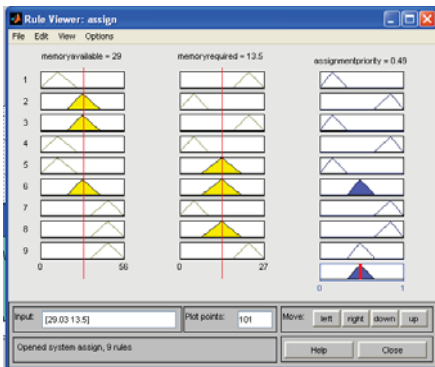 Rule Viewer: assign
File Edit View Options
memoryavailable = 29 memoryrequired = 13.5 assignmentpriority = 0.49
1
2
3
4
5
6
7
8
9
0 56 0 27
0 1
Input: [29.03 13.5] Plot points: 101 Move: left right down up
Opened system assign, 9 rules Help Close